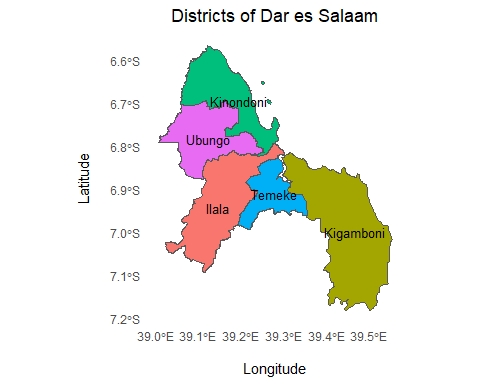 Districts of Dar es Salaam
6.6°S
6.7°S
6.8°S
6.9°S
7.0°S
7.1°S
7.2°S
Latitude
Kinondoni
Ubungo
Temeke
Ilala
Kigamboni
39.0°E 39.1°E 39.2°E 39.3°E 39.4°E 39.5°E
Longitude